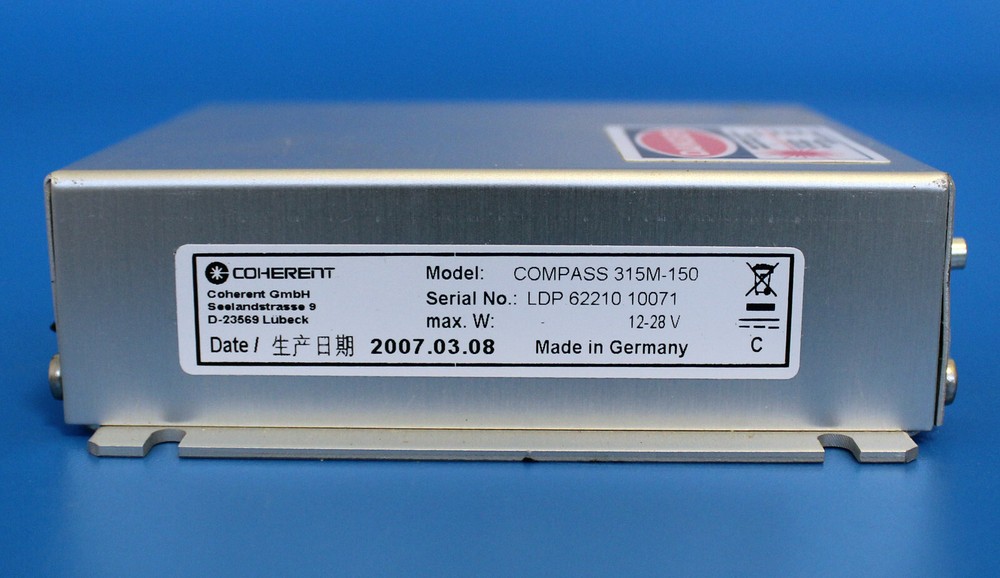 DANGER
COHERENT
Coherent GmbH
Seelandstrasse 9
D-23569 Lübeck
Date / 生产日期 2007.03.08
Model: COMPASS 315M-150
Serial No.: LDP 62210 10071
max. W: - 12-28 V
Made in Germany
C